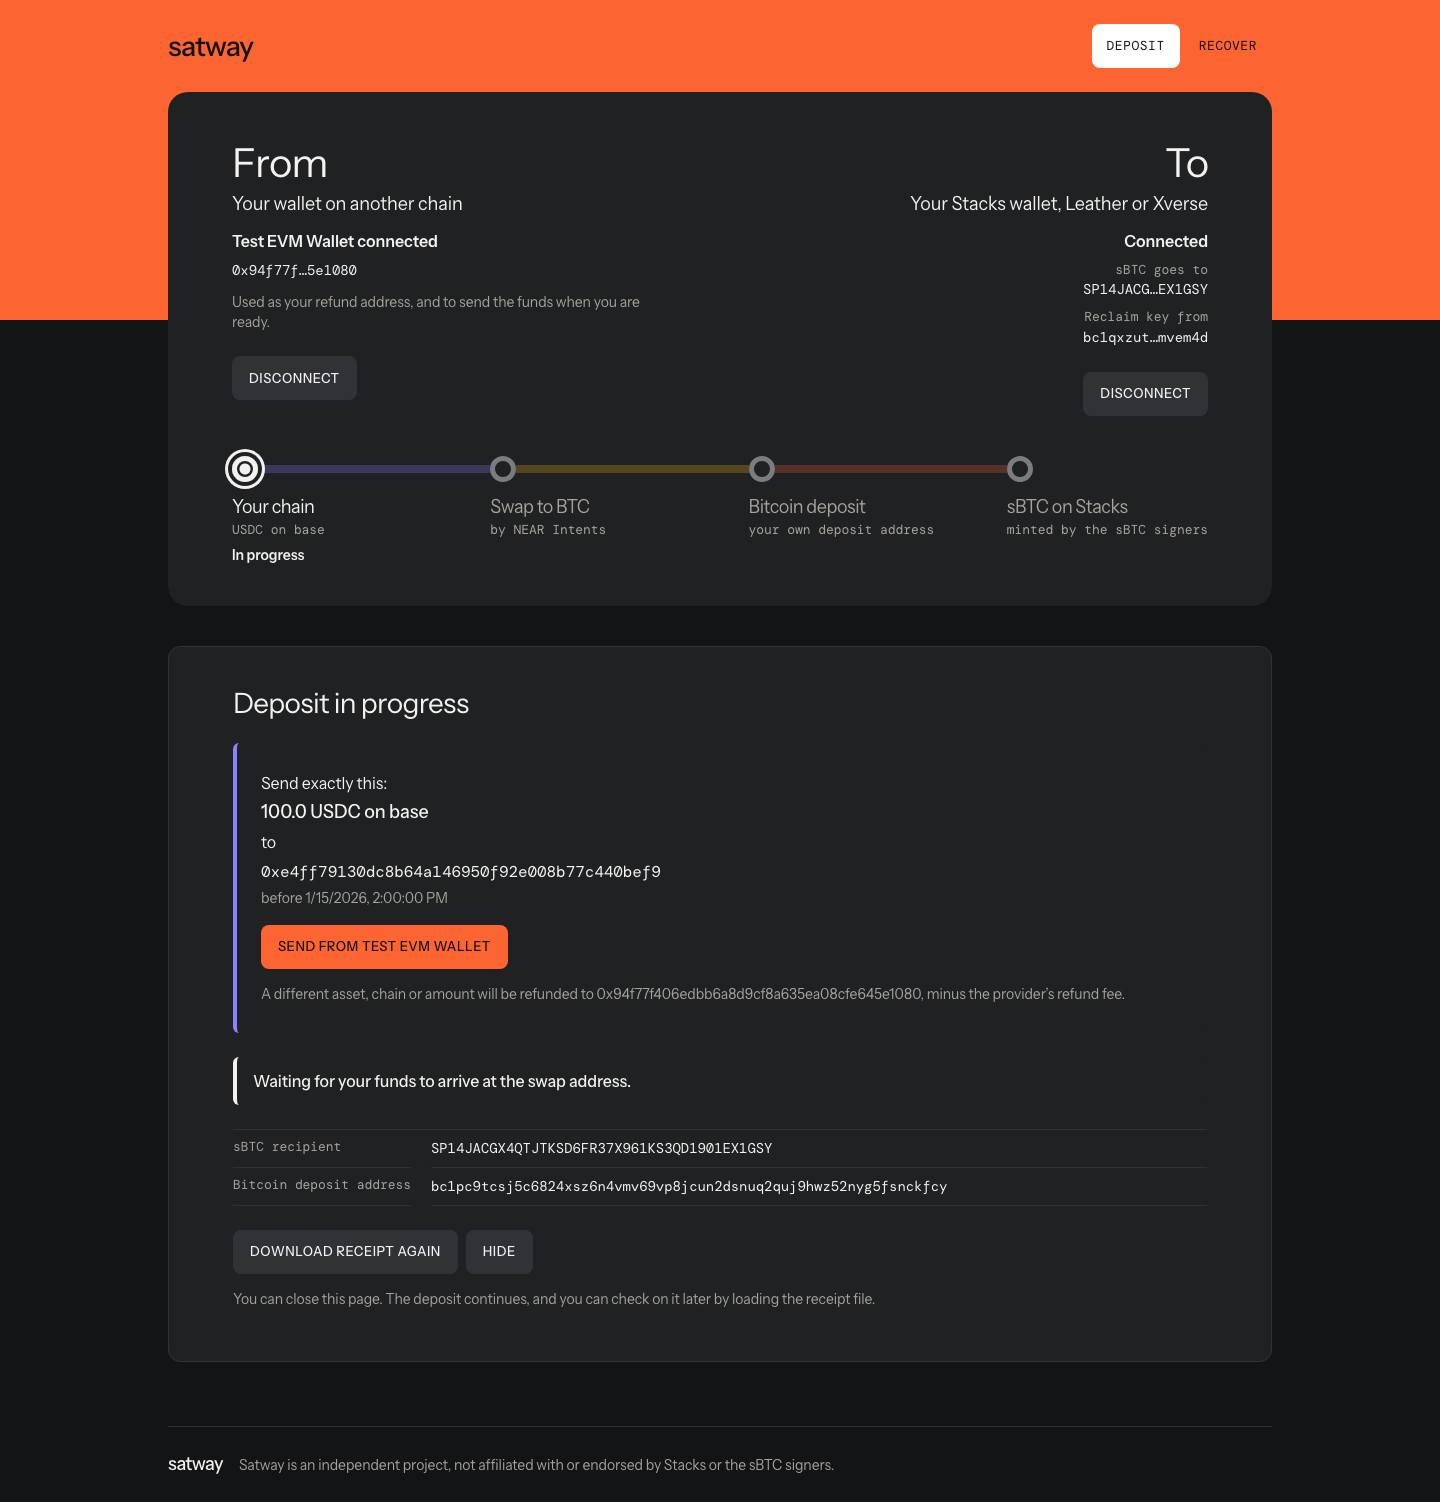 satway
DEPOSIT
RECOVER
From
Your wallet on another chain
Test EVM Wallet connected
0x94f77f…5e1080
Used as your refund address, and to send the funds when you are
ready.
DISCONNECT
To
Your Stacks wallet, Leather or Xverse
Connected
sBTC goes to
SP14JACG…EX1GSY
Reclaim key from
bc1qxzut…mvem4d
DISCONNECT
Your chain
USDC on base
In progress
Swap to BTC
by NEAR Intents
Bitcoin deposit
your own deposit address
sBTC on Stacks
minted by the sBTC signers
Deposit in progress
Send exactly this:
100.0 USDC on base
to
0xe4ff79130dc8b64a146950f92e008b77c440bef9
before 1/15/2026, 2:00:00 PM
SEND FROM TEST EVM WALLET
A different asset, chain or amount will be refunded to 0x94f77f406edbb6a8d9cf8a635ea08cfe645e1080, minus the provider's refund fee.
Waiting for your funds to arrive at the swap address.
sBTC recipient
SP14JACGX4QTJTKSD6FR37X961KS3QD1901EX1GSY
Bitcoin deposit address
bc1pc9tcsj5c6824xsz6n4vmv69vp8jcun2dsnuq2quj9hwz52nyg5fsnckfcy
DOWNLOAD RECEIPT AGAIN
HIDE
You can close this page. The deposit continues, and you can check on it later by loading the receipt file.
satway
Satway is an independent project, not affiliated with or endorsed by Stacks or the sBTC signers.